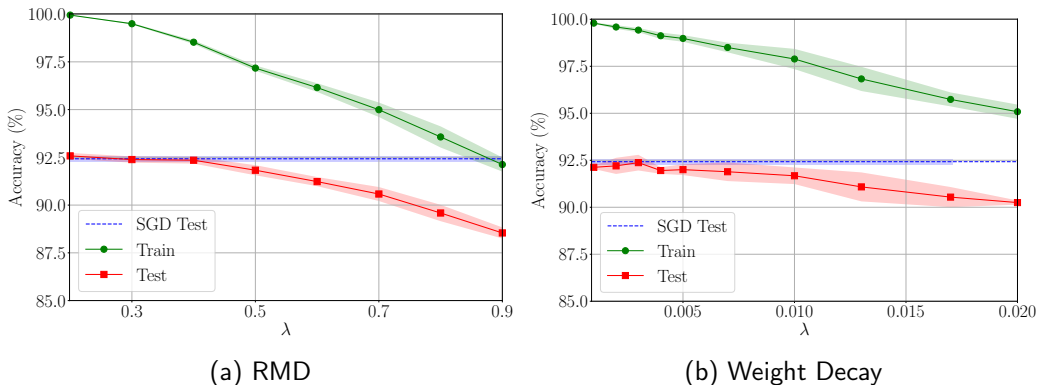 100.0
97.5
95.0
92.5
90.0
87.5
85.0
Accuracy (%)
SGD Test
Train
Test
0.3
0.5
0.7
0.9
λ
(a) RMD
100.0
97.5
95.0
92.5
90.0
87.5
85.0
Accuracy (%)
SGD Test
Train
Test
0.005
0.010
0.015
0.020
λ
(b) Weight Decay